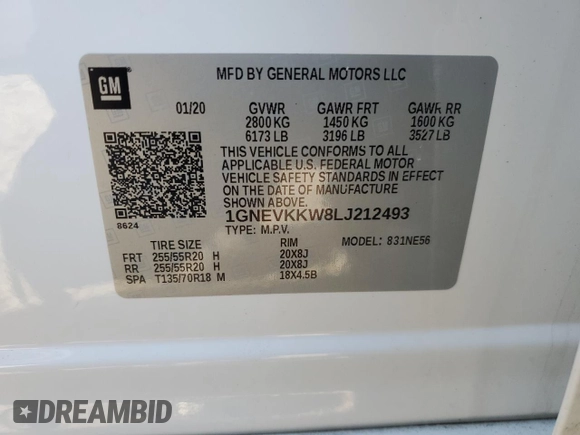 GM
MFD BY GENERAL MOTORS LLC
01/20 GVWR GAWR FRT GAWR RR
2800 KG 1450 KG 1600 KG
6173 LB 3196 LB 3527 LB
THIS VEHICLE CONFORMS TO ALL
APPLICABLE U.S. FEDERAL MOTOR
VEHICLE SAFETY STANDARDS IN EFFECT
ON THE DATE OF MANUFACTURE SHOWN ABOVE.
8624 1GNEVKKW8LJ212493
TYPE: M.P.V. MODEL: 831NE56
TIRE SIZE RIM
FRT 255/55R20 H 20X8J
RR 255/55R20 H 20X8J
SPA T135/70R18 M 18X4.5B
DREAMBID